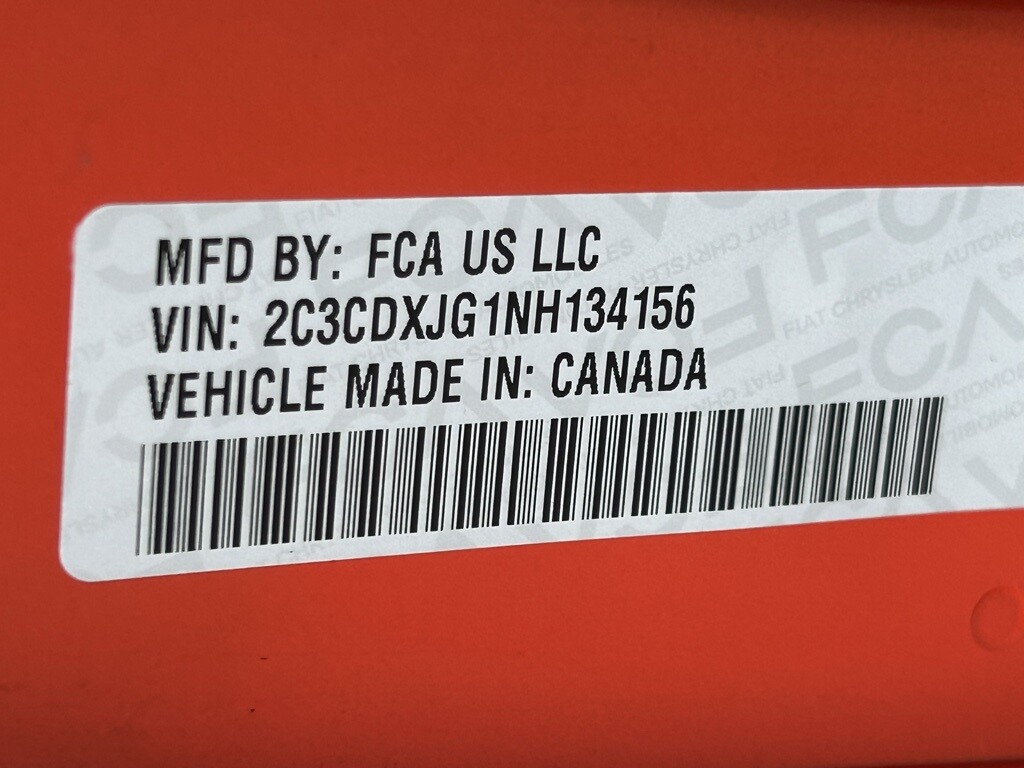 MFD BY: FCA US LLC
VIN: 2C3CDXJG1NH134156
VEHICLE MADE IN: CANADA